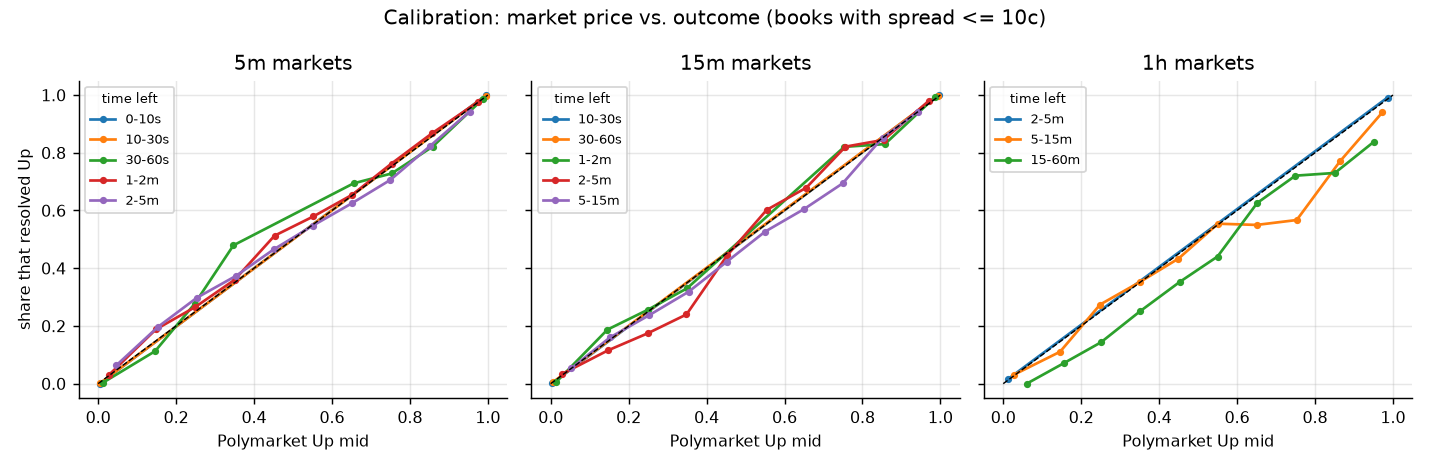 Calibration: market price vs. outcome (books with spread <= 10c)
5m markets
15m markets
1h markets
share that resolved Up
1.0
0.8
0.6
0.4
0.2
0.0
time left
0-10s
10-30s
30-60s
1-2m
2-5m
time left
10-30s
30-60s
1-2m
2-5m
5-15m
time left
2-5m
5-15m
15-60m
0.0 0.2 0.4 0.6 0.8 1.0
0.0 0.2 0.4 0.6 0.8 1.0
0.0 0.2 0.4 0.6 0.8 1.0
Polymarket Up mid
Polymarket Up mid
Polymarket Up mid